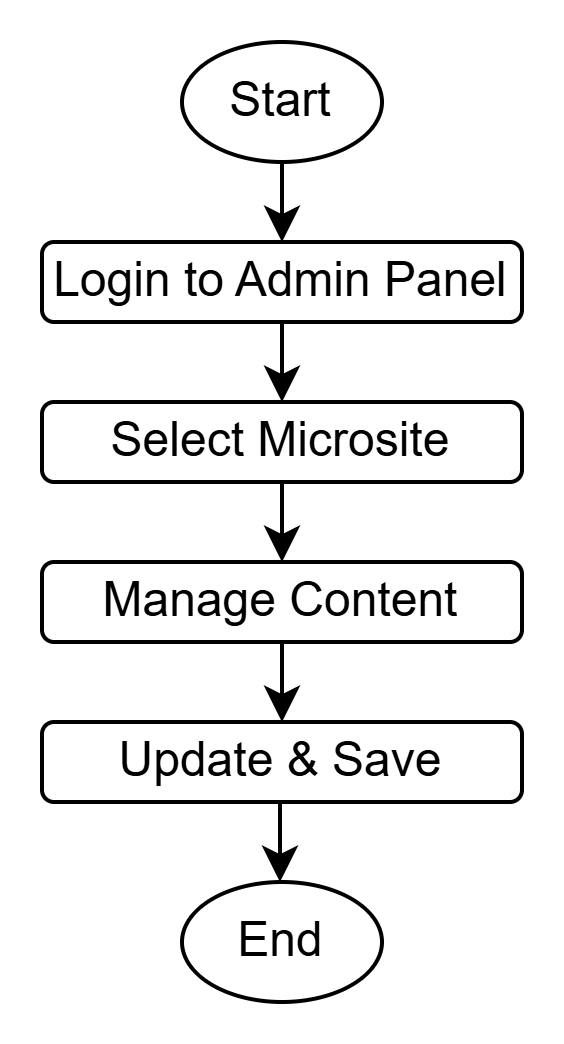 Start
Login to Admin Panel
Select Microsite
Manage Content
Update & Save
End